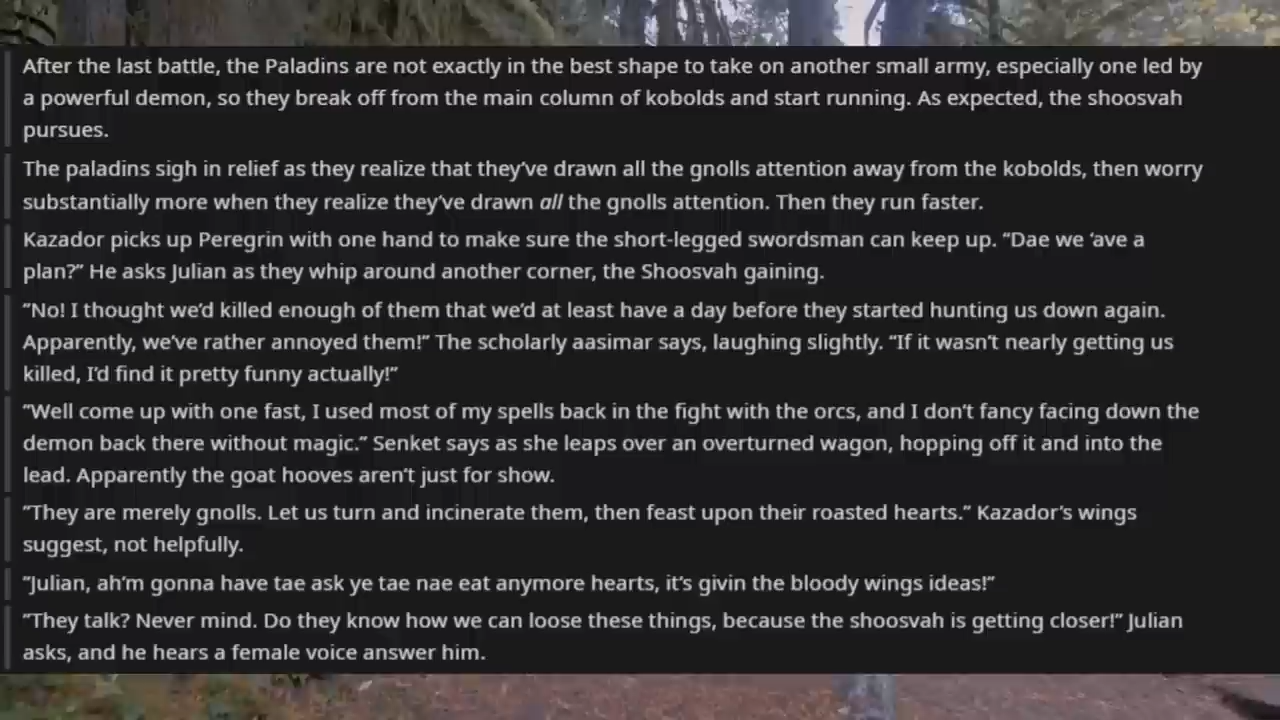 After the last battle, the Paladins are not exactly in the best shape to take on another small army, especially one led by
a powerful demon, so they break off from the main column of kobolds and start running. As expected, the shoosvah
pursues.
The paladins sigh in relief as they realize that they’ve drawn all the gnolls attention away from the kobolds, then worry
substantially more when they realize they’ve drawn all the gnolls attention. Then they run faster.
Kazador picks up Peregrin with one hand to make sure the short-legged swordsman can keep up. “Dae we ‘ave a
plan?” He asks Julian as they whip around another corner, the Shoosvah gaining.
“No! I thought we’d killed enough of them that we’d at least have a day before they started hunting us down again.
Apparently, we’ve rather annoyed them!” The scholarly aasimar says, laughing slightly. “If it wasn’t nearly getting us
killed, I’d find it pretty funny actually!”
“Well come up with one fast, I used most of my spells back in the fight with the orcs, and I don’t fancy facing down the
demon back there without magic.” Senket says as she leaps over an overturned wagon, hopping off it and into the
lead. Apparently the goat hooves aren’t just for show.
“They are merely gnolls. Let us turn and incinerate them, then feast upon their roasted hearts.” Kazador’s wings
suggest, not helpfully.
“Julian, ah’m gonna have tae ask ye tae nae eat anymore hearts, it’s givin the bloody wings ideas!”
“They talk? Never mind. Do they know how we can loose these things, because the shoosvah is getting closer!” Julian
asks, and he hears a female voice answer him.